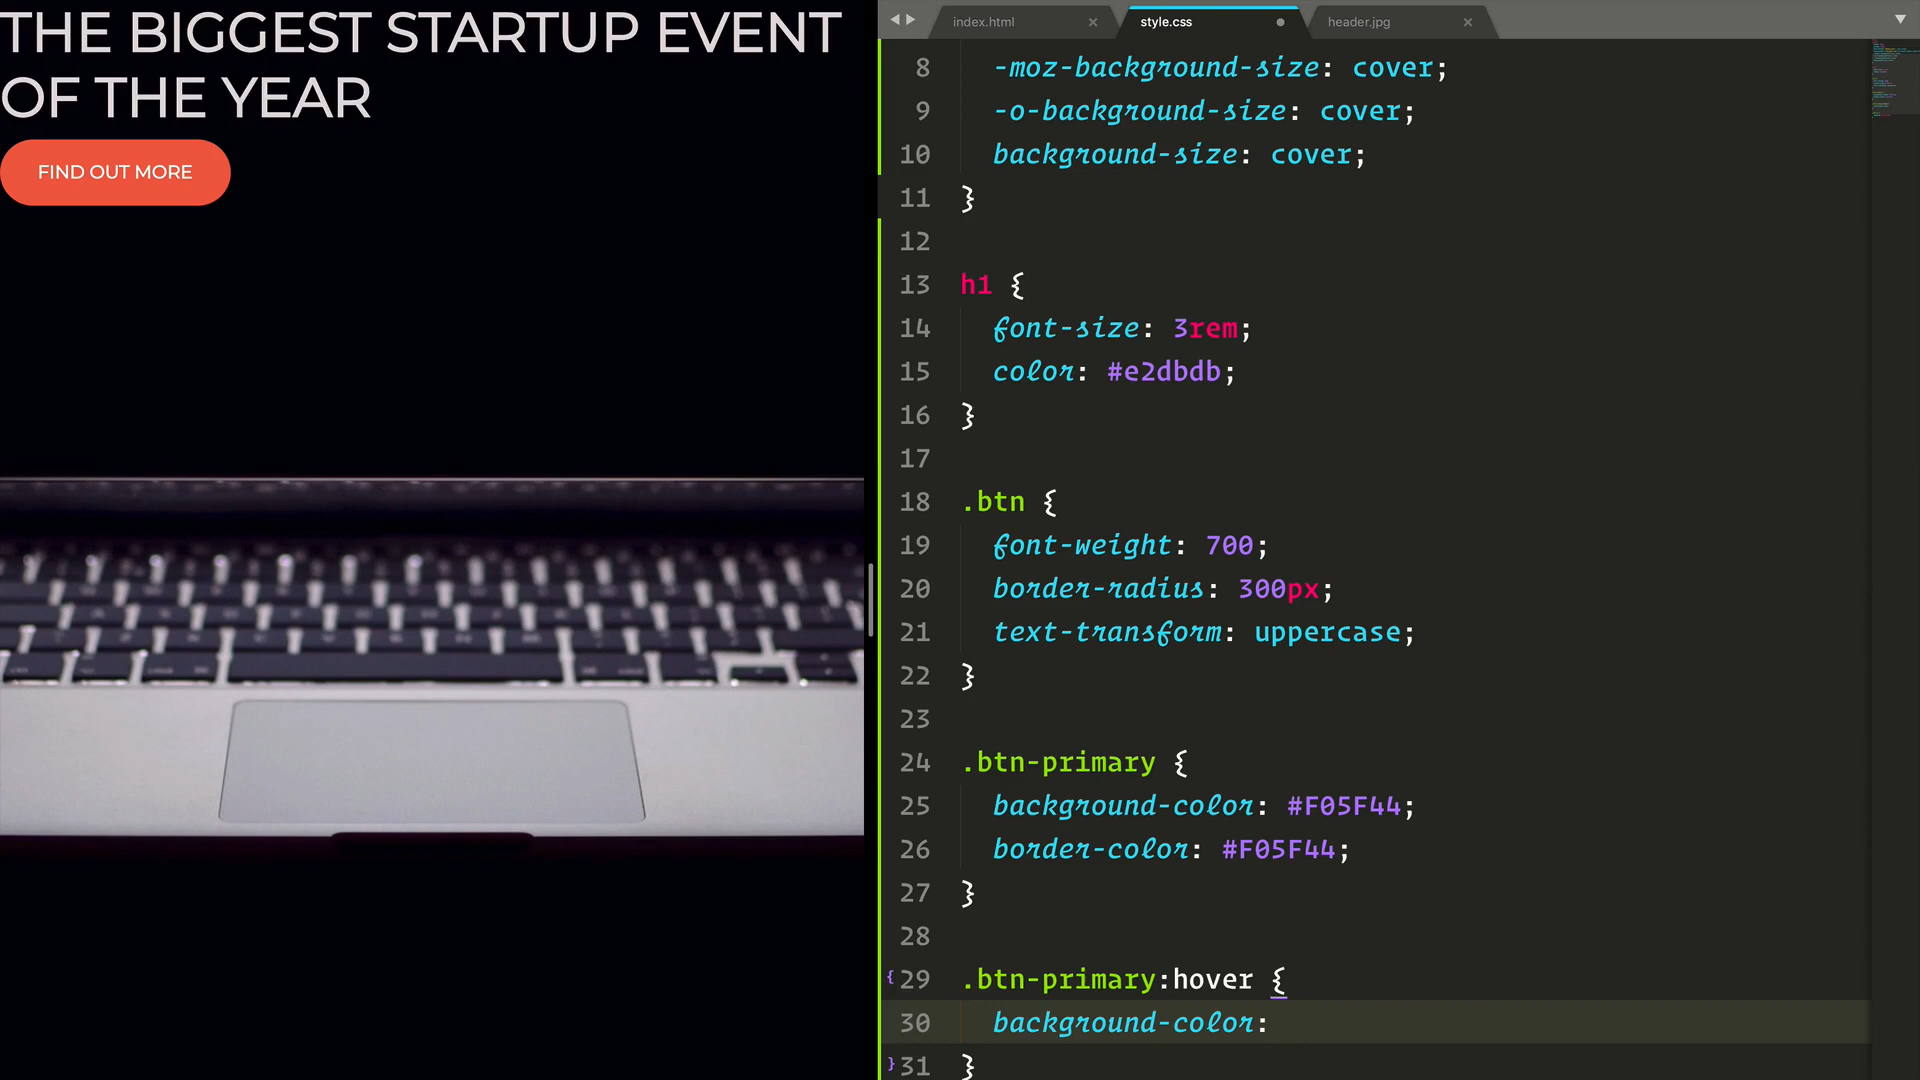 THE BIGGEST STARTUP EVENT
OF THE YEAR
FIND OUT MORE
index.html
style.css
header.jpg
8 -moz-background-size: cover;
9 -o-background-size: cover;
10 background-size: cover;
11 }
12
13 h1 {
14 font-size: 3rem;
15 color: #e2dbdb;
16 }
17
18 .btn {
19 font-weight: 700;
20 border-radius: 300px;
21 text-transform: uppercase;
22 }
23
24 .btn-primary {
25 background-color: #F05F44;
26 border-color: #F05F44;
27 }
28
29 .btn-primary:hover {
30 background-color:
31 }